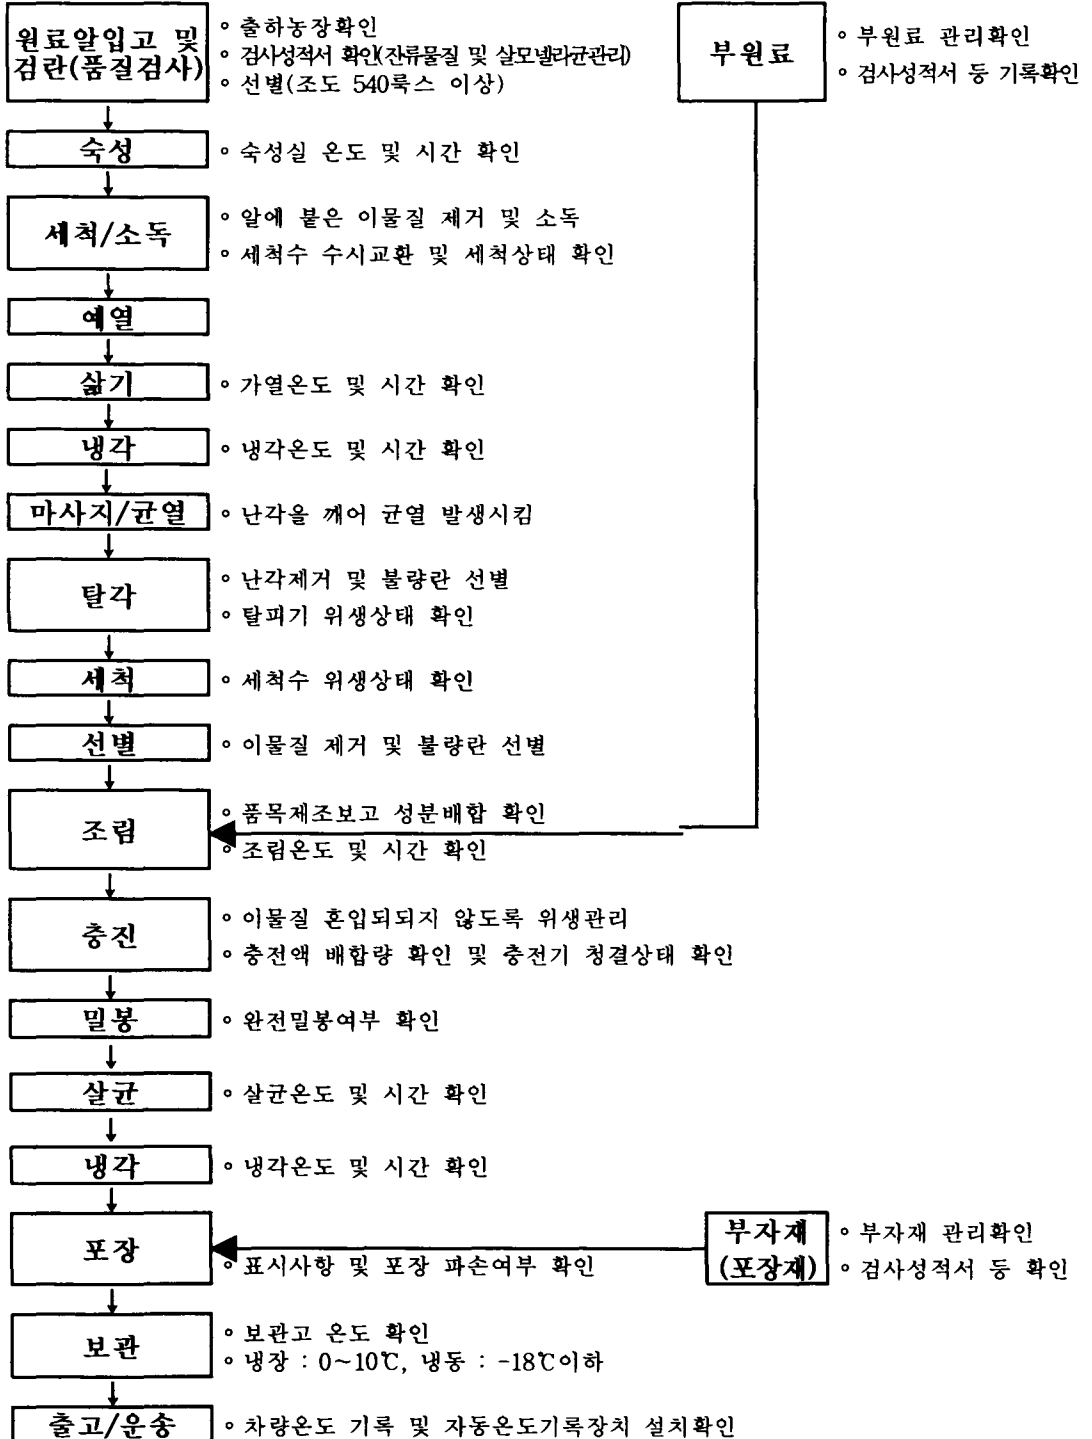 원료알입고 및
검란(품질검사)
∘ 출하농장확인
∘ 검사성적서 확인(잔류물질 및 살모넬라균관리)
∘ 선별(조도 540룩스 이상)
부원료
∘ 부원료 관리확인
∘ 검사성적서 등 기록확인
숙성
∘ 숙성실 온도 및 시간 확인
세척/소독
∘ 알에 붙은 이물질 제거 및 소독
∘ 세척수 수시교환 및 세척상태 확인
예열
삶기
∘ 가열온도 및 시간 확인
냉각
∘ 냉각온도 및 시간 확인
마사지/균열
∘ 난각을 깨어 균열 발생시킴
탈각
∘ 난각제거 및 불량란 선별
∘ 탈피기 위생상태 확인
세척
∘ 세척수 위생상태 확인
선별
∘ 이물질 제거 및 불량란 선별
조림
∘ 품목제조보고 성분배합 확인
∘ 조림온도 및 시간 확인
충진
∘ 이물질 혼입되되지 않도록 위생관리
∘ 충전액 배합량 확인 및 충전기 청결상태 확인
밀봉
∘ 완전밀봉여부 확인
살균
∘ 살균온도 및 시간 확인
냉각
∘ 냉각온도 및 시간 확인
포장
∘ 표시사항 및 포장 파손여부 확인
부자재
(포장재)
∘ 부자재 관리확인
∘ 검사성적서 등 확인
보관
∘ 보관고 온도 확인
∘ 냉장 : 0~10℃, 냉동 : -18℃이하
출고/운송
∘ 차량온도 기록 및 자동온도기록장치 설치확인